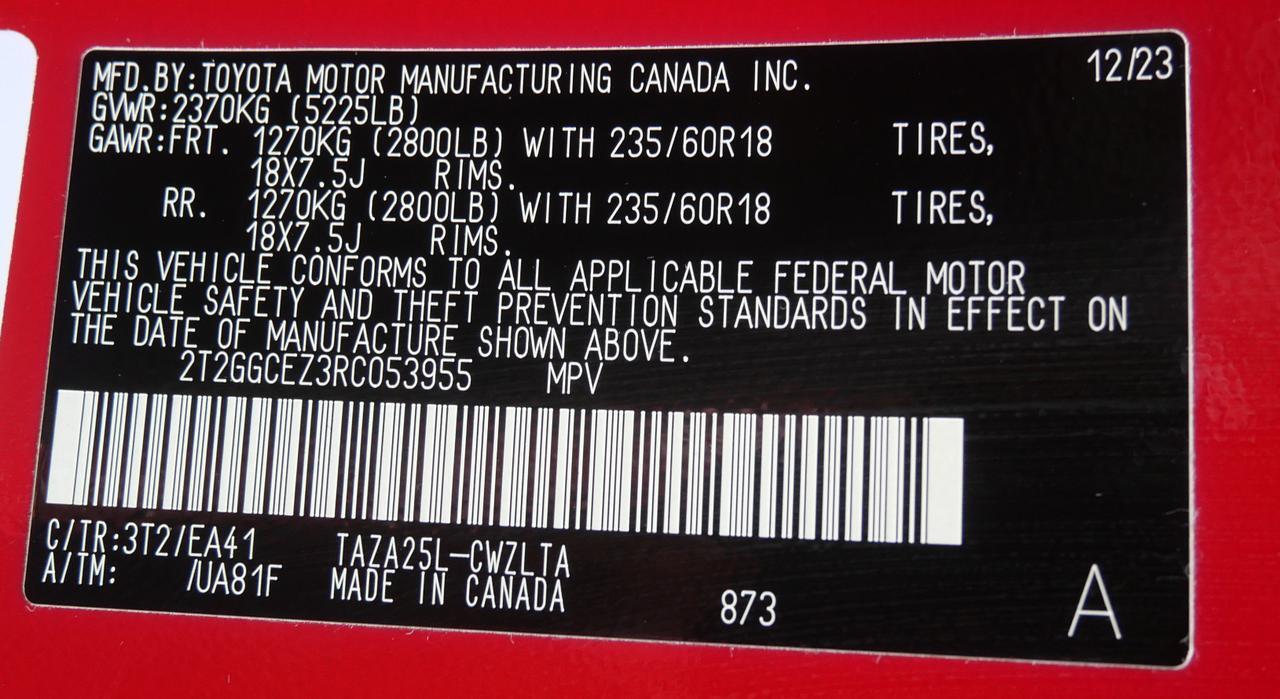 MFD.BY:TOYOTA MOTOR MANUFACTURING CANADA INC. 12/23
GVWR:2370KG (5225LB)
GAWR:FRT. 1270KG (2800LB) WITH 235/60R18 TIRES,
18X7.5J RIMS.
RR. 1270KG (2800LB) WITH 235/60R18 TIRES,
18X7.5J RIMS.
THIS VEHICLE CONFORMS TO ALL APPLICABLE FEDERAL MOTOR
VEHICLE SAFETY AND THEFT PREVENTION STANDARDS IN EFFECT ON
THE DATE OF MANUFACTURE SHOWN ABOVE.
2T2GGCEZ3RC053955 MPV
C/TR:3T2/EA41 TAZA25L-CWZLTA
A/TM: /UA81F MADE IN CANADA 873 A